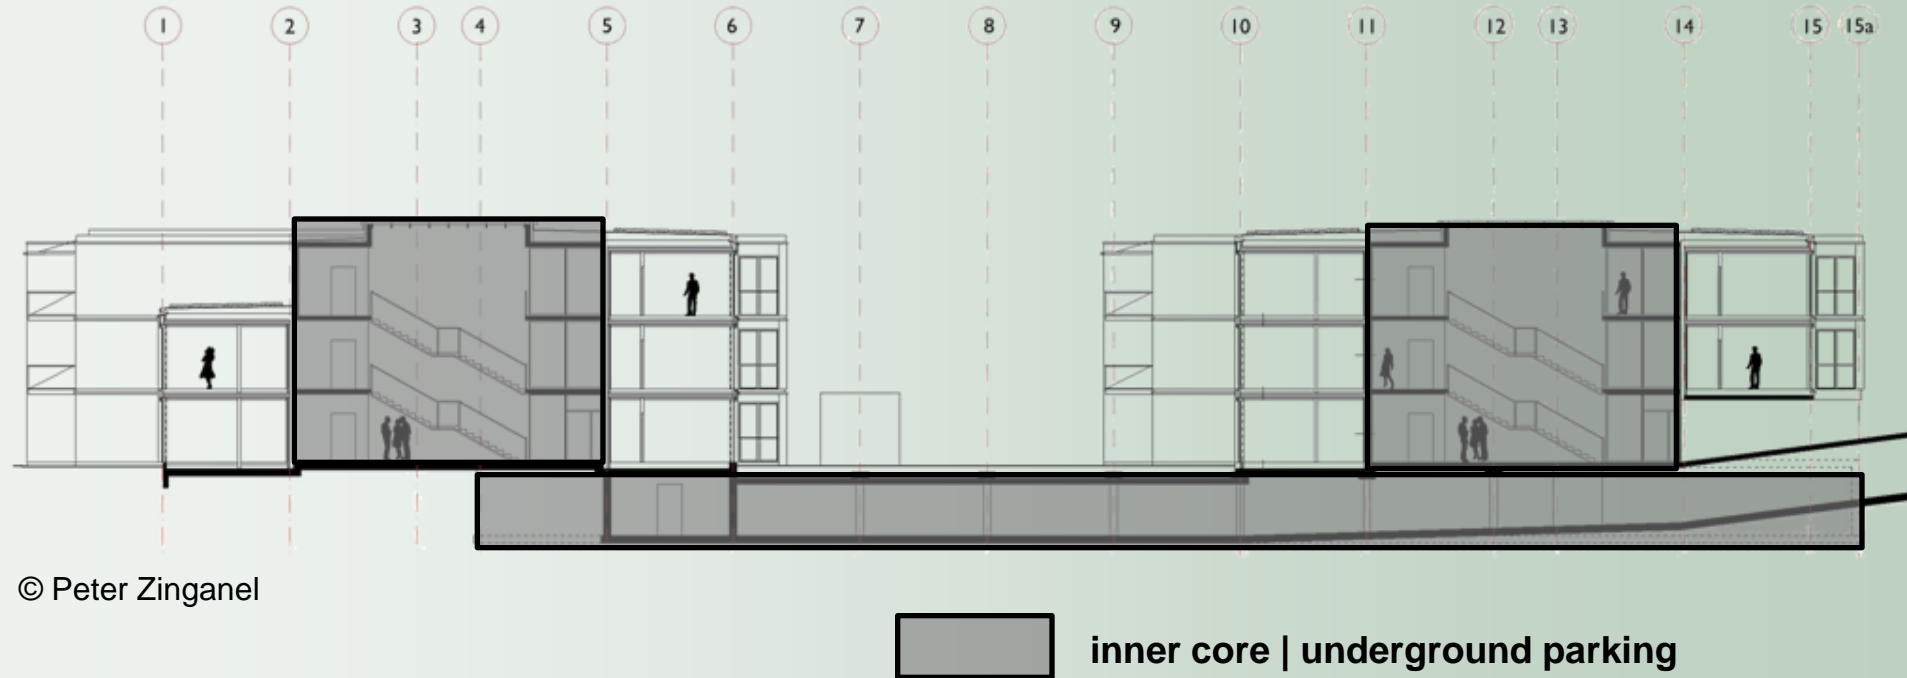 1 2 3 4 5 6 7 8 9 10 11 12 13 14 15 15a
© Peter Zinganel
inner core | underground parking